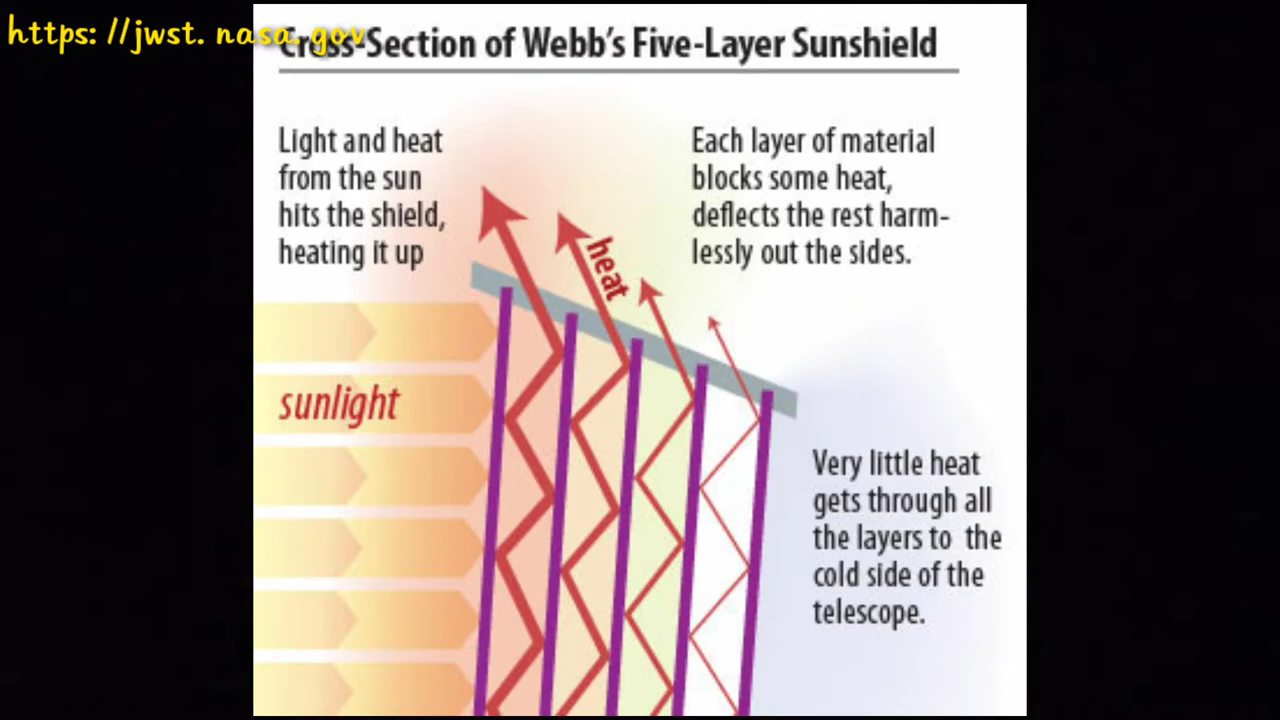 https: //jwst. nasa. gov
Cross-Section of Webb's Five-Layer Sunshield
Light and heat
from the sun
hits the shield,
heating it up
Each layer of material
blocks some heat,
deflects the rest harm-
lessly out the sides.
heat
sunlight
Very little heat
gets through all
the layers to the
cold side of the
telescope.